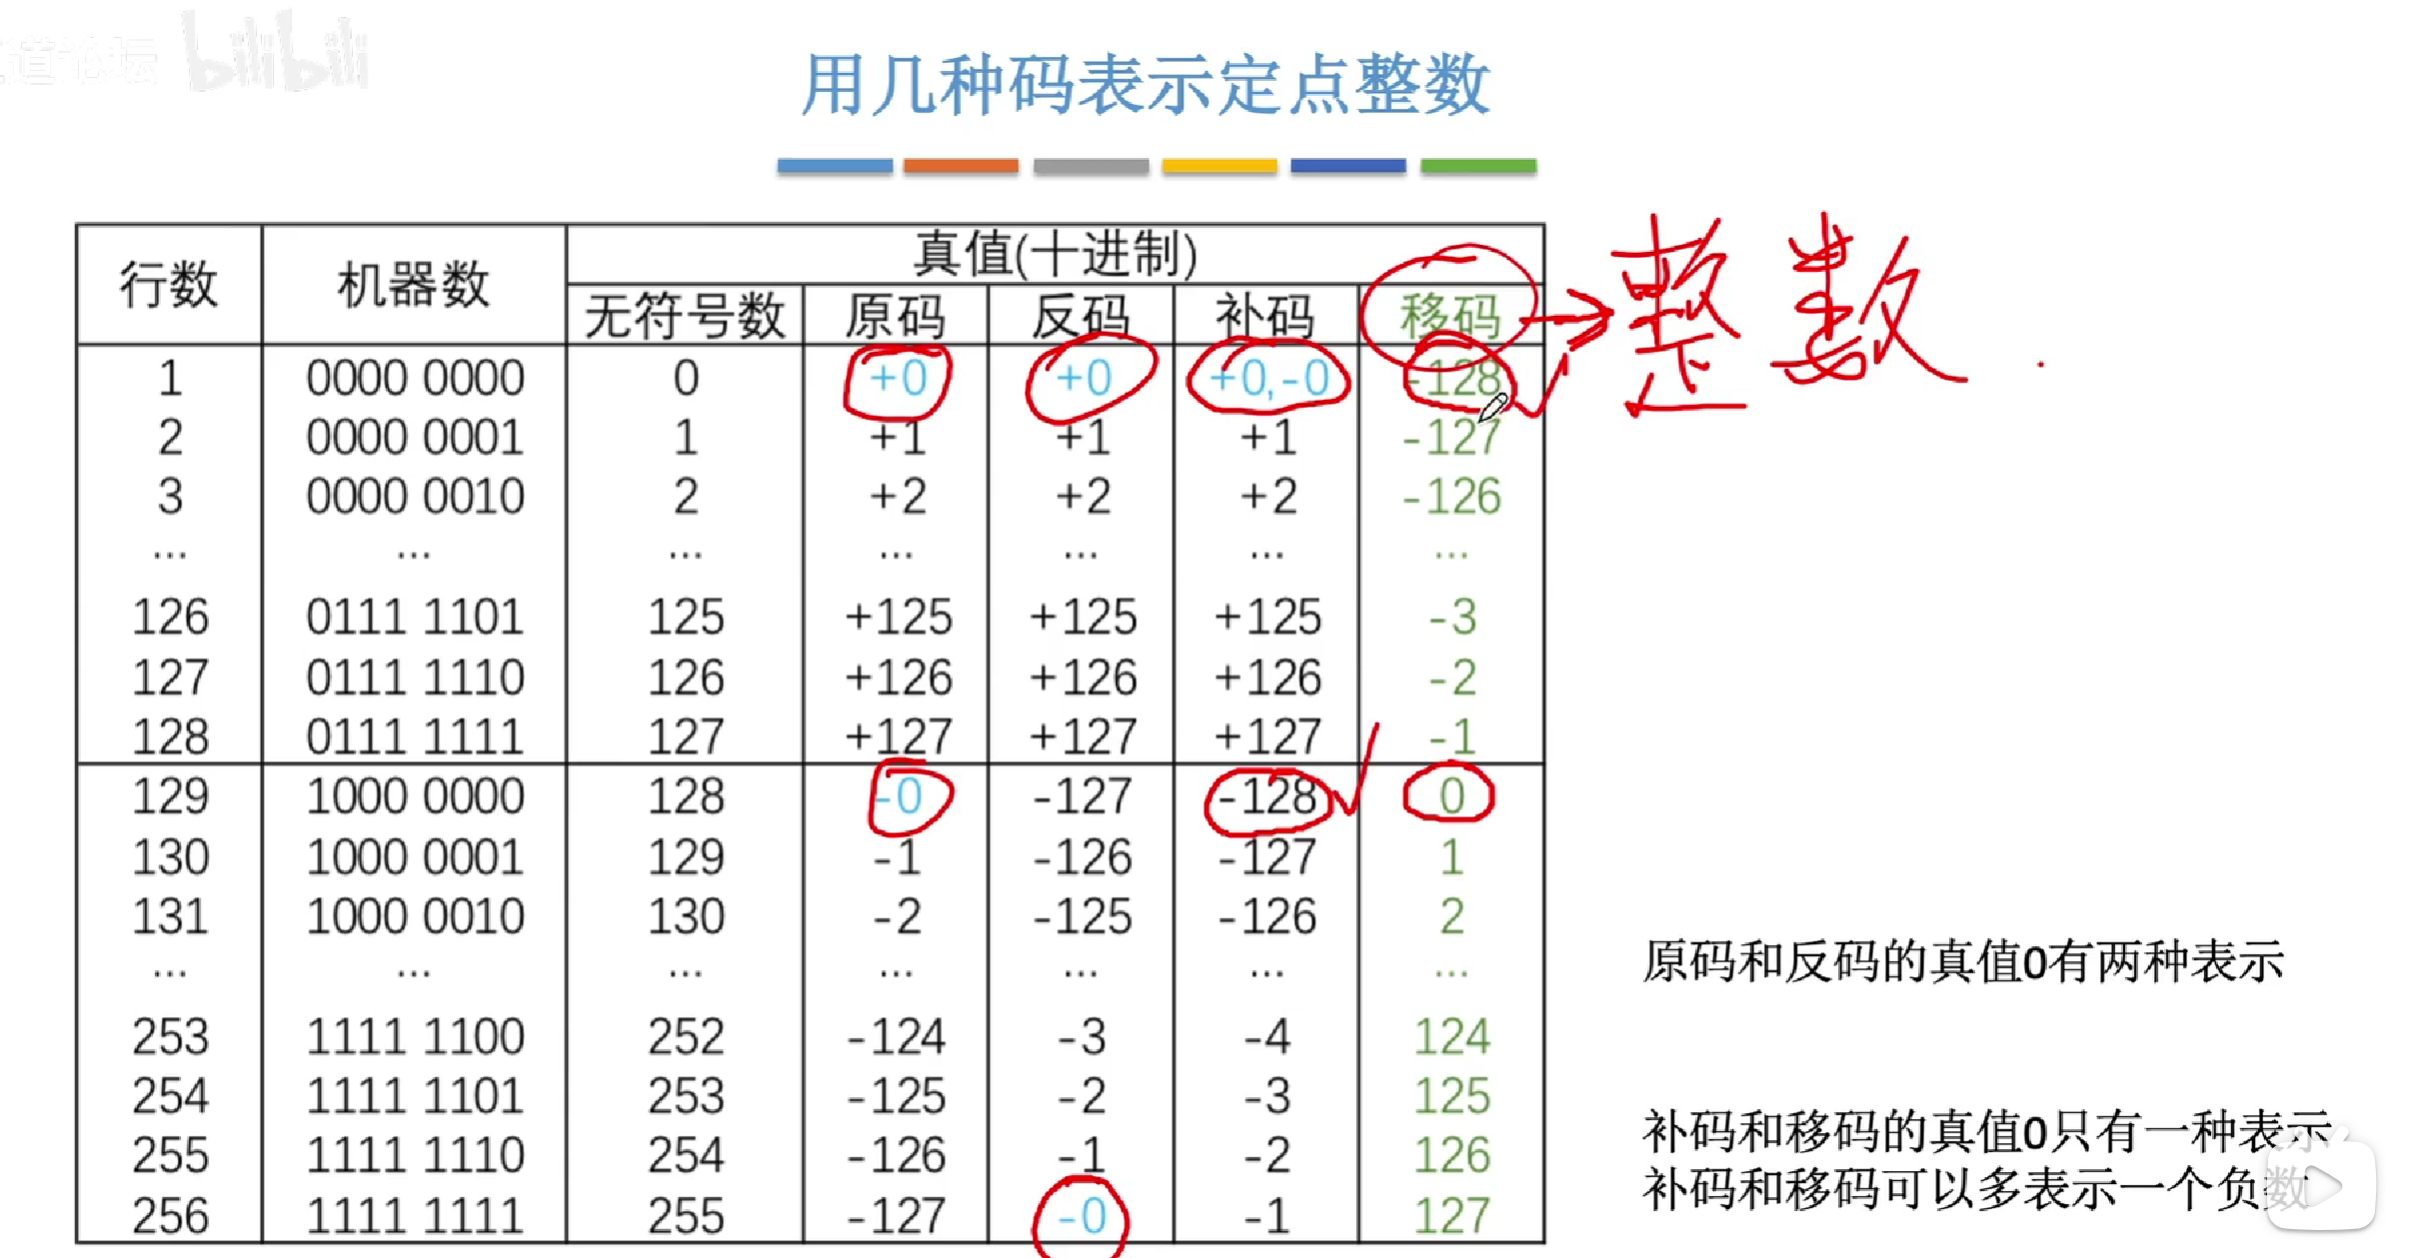 道论坛 bilibili
用几种码表示定点整数
行数 机器数 真值(十进制)
无符号数 原码 反码 补码 移码 整数
1 0000 0000 0 +0 +0 +0,-0 -128
2 0000 0001 1 +1 +1 +1 -127
3 0000 0010 2 +2 +2 +2 -126
... ... ... ... ... ... ...
126 0111 1101 125 +125 +125 +125 -3
127 0111 1110 126 +126 +126 +126 -2
128 0111 1111 127 +127 +127 +127 -1
129 1000 0000 128 -0 -127 -128 0
130 1000 0001 129 -1 -126 -127 1
131 1000 0010 130 -2 -125 -126 2
... ... ... ... ... ... ...
253 1111 1100 252 -124 -3 -4 124
254 1111 1101 253 -125 -2 -3 125
255 1111 1110 254 -126 -1 -2 126
256 1111 1111 255 -127 -0 -1 127
原码和反码的真值0有两种表示
补码和移码的真值0只有一种表示
补码和移码可以多表示一个负数